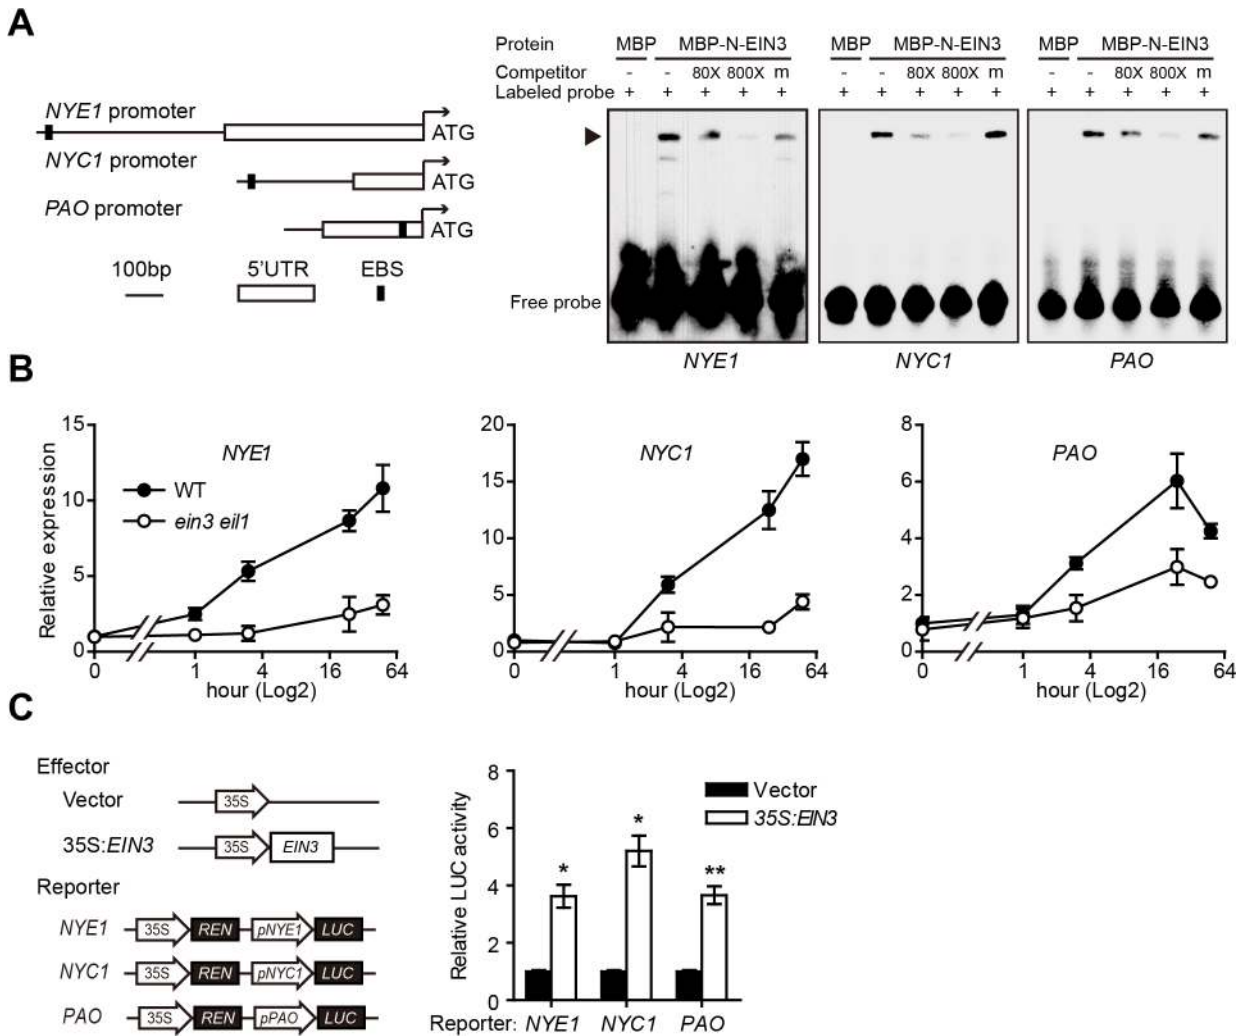 A
NYE1 promoter
ATG
NYC1 promoter
ATG
PAO promoter
ATG
100bp 5'UTR EBS
Protein MBP MBP-N-EIN3 MBP MBP-N-EIN3 MBP MBP-N-EIN3
Competitor - - 80X 800X m - - 80X 800X m - - 80X 800X m
Labeled probe + + + + + + + + + + + + + + +
Free probe
NYE1 NYC1 PAO
B
Relative expression
15
10
5
0
NYE1
WT
ein3 eil1
0 1 4 16 64
hour (Log2)
20
15
10
5
0
NYC1
0 1 4 16 64
hour (Log2)
8
6
4
2
0
PAO
0 1 4 16 64
hour (Log2)
C
Effector
Vector 35S
35S:EIN3 35S EIN3
Reporter
NYE1 35S REN pNYE1 LUC
NYC1 35S REN pNYC1 LUC
PAO 35S REN pPAO LUC
Relative LUC activity
8
6
4
2
0
Vector
35S:EIN3
* * **
Reporter: NYE1 NYC1 PAO